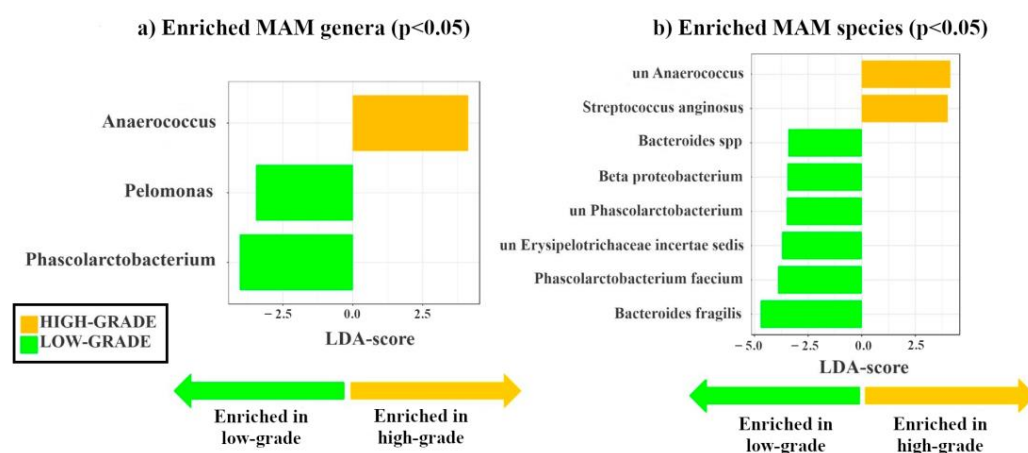 a) Enriched MAM genera (p<0.05)
Anaerococcus
Pelomonas
Phascolarctobacterium
−2.5 0.0 2.5
LDA-score
HIGH-GRADE
LOW-GRADE
Enriched in
low-grade
Enriched in
high-grade
b) Enriched MAM species (p<0.05)
un Anaerococcus
Streptococcus anginosus
Bacteroides spp
Beta proteobacterium
un Phascolarctobacterium
un Erysipelotrichaceae incertae sedis
Phascolarctobacterium faecium
Bacteroides fragilis
−5.0 −2.5 0.0 2.5
LDA-score
Enriched in
low-grade
Enriched in
high-grade